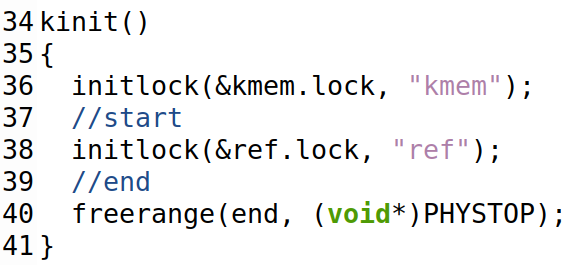 34 kinit()
35 {
36   initlock(&kmem.lock, "kmem");
37   //start
38   initlock(&ref.lock, "ref");
39   //end
40   freerange(end, (void*)PHYSTOP);
41 }